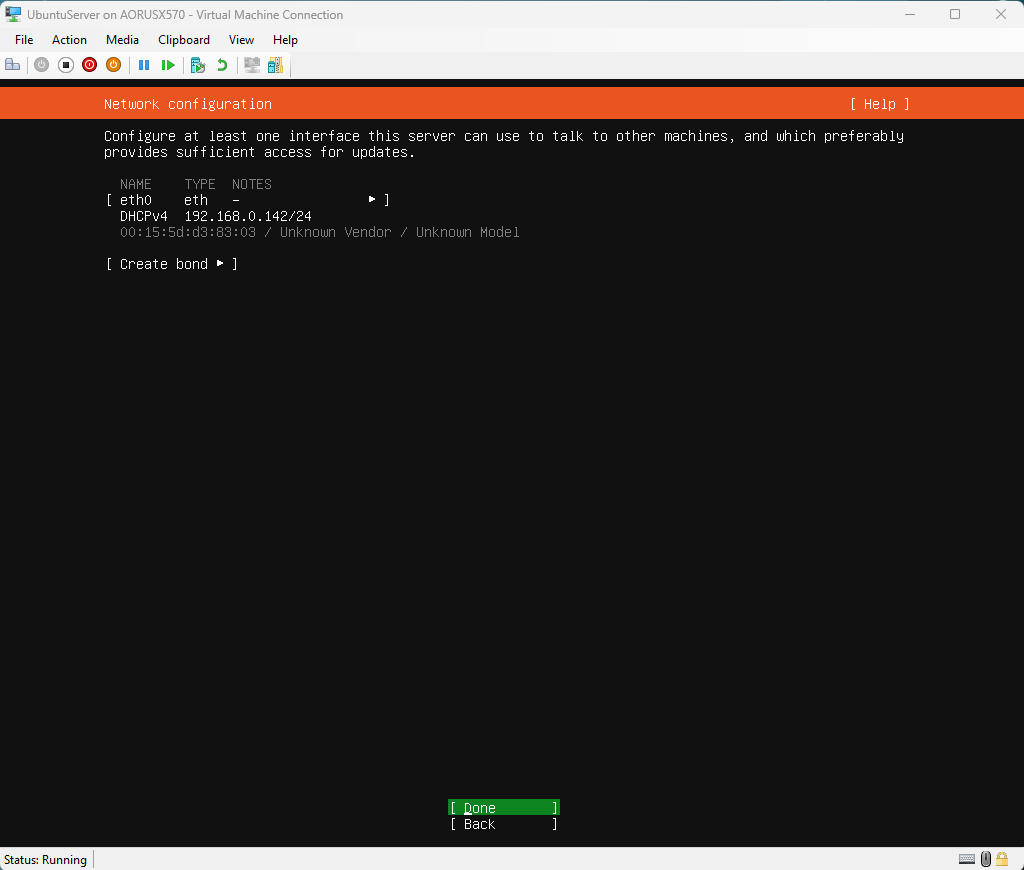 UbuntuServer on AORUSX570 - Virtual Machine Connection
File Action Media Clipboard View Help
Network configuration [ Help ]
Configure at least one interface this server can use to talk to other machines, and which preferably
provides sufficient access for updates.
NAME TYPE NOTES
[ eth0 eth - ▸ ]
DHCPv4 192.168.0.142/24
00:15:5d:d3:83:03 / Unknown Vendor / Unknown Model
[ Create bond ▸ ]
[ Done ]
[ Back ]
Status: Running